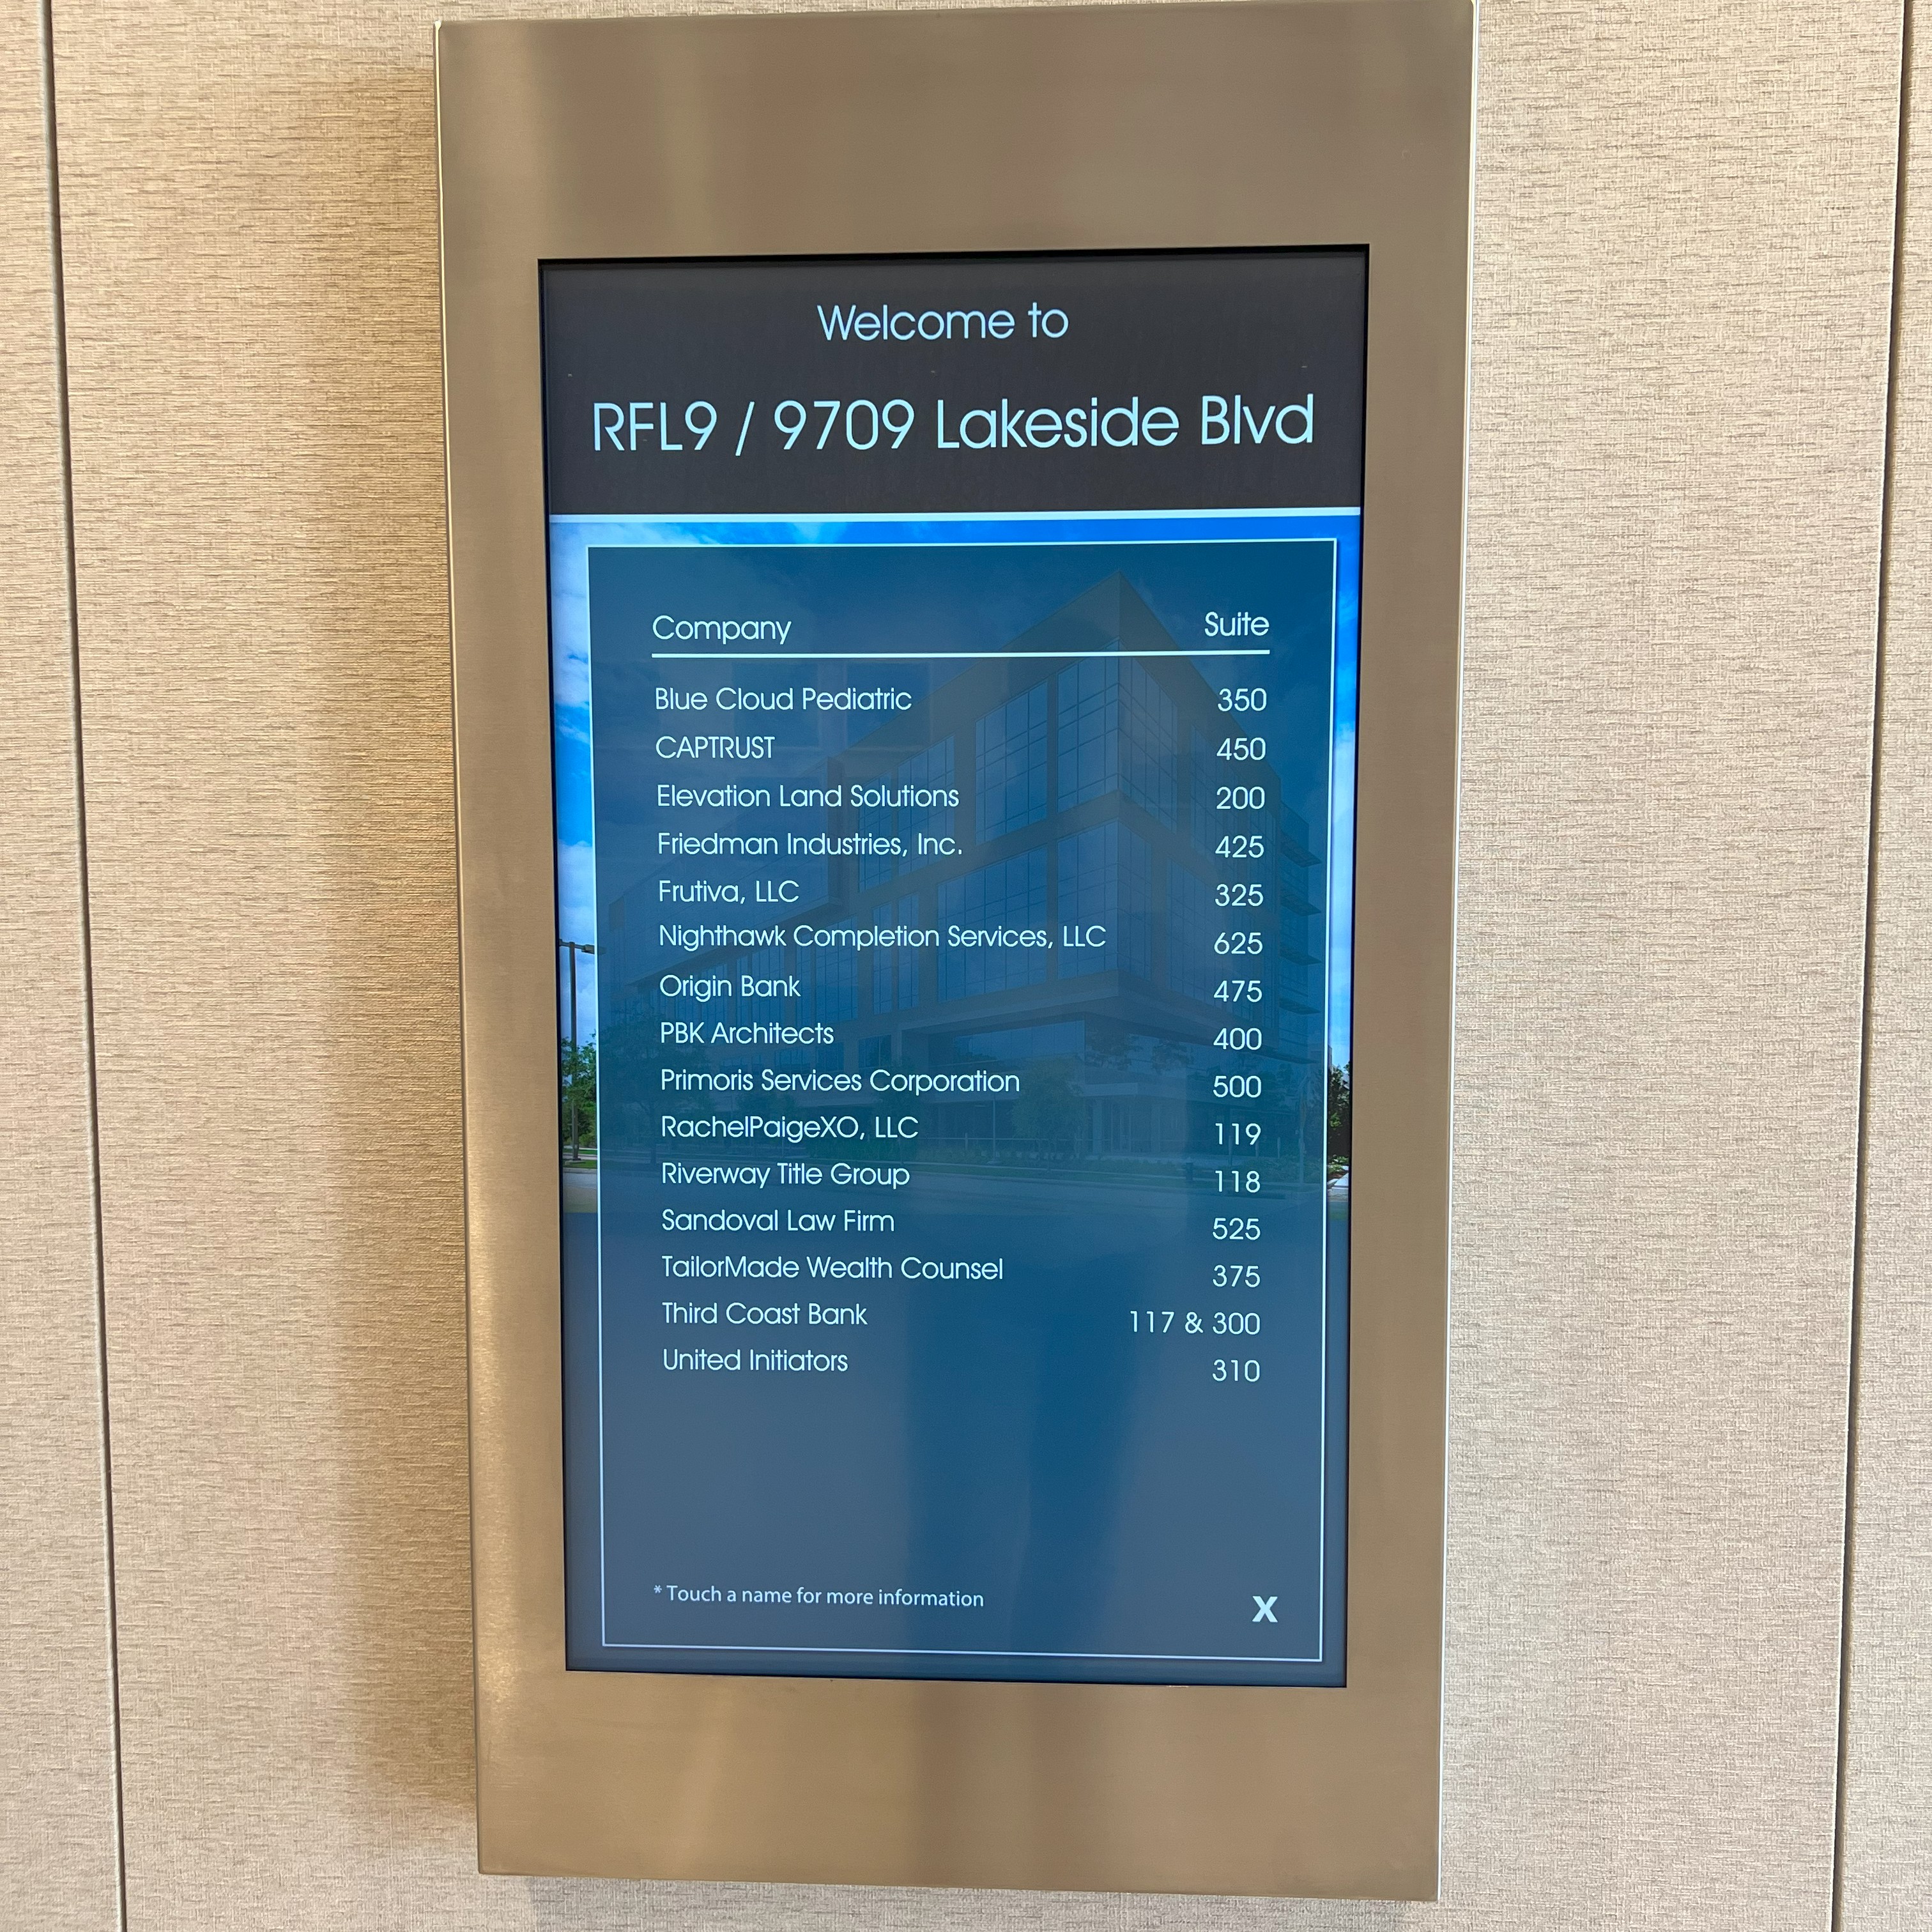 Welcome to
RFL9 / 9709 Lakeside Blvd
Company Suite
Blue Cloud Pediatric 350
CAPTRUST 450
Elevation Land Solutions 200
Friedman Industries, Inc. 425
Frutiva, LLC 325
Nighthawk Completion Services, LLC 625
Origin Bank 475
PBK Architects 400
Primoris Services Corporation 500
RachelPaigeXO, LLC 119
Riverway Title Group 118
Sandoval Law Firm 525
TailorMade Wealth Counsel 375
Third Coast Bank 117 & 300
United Initiators 310
* Touch a name for more information X